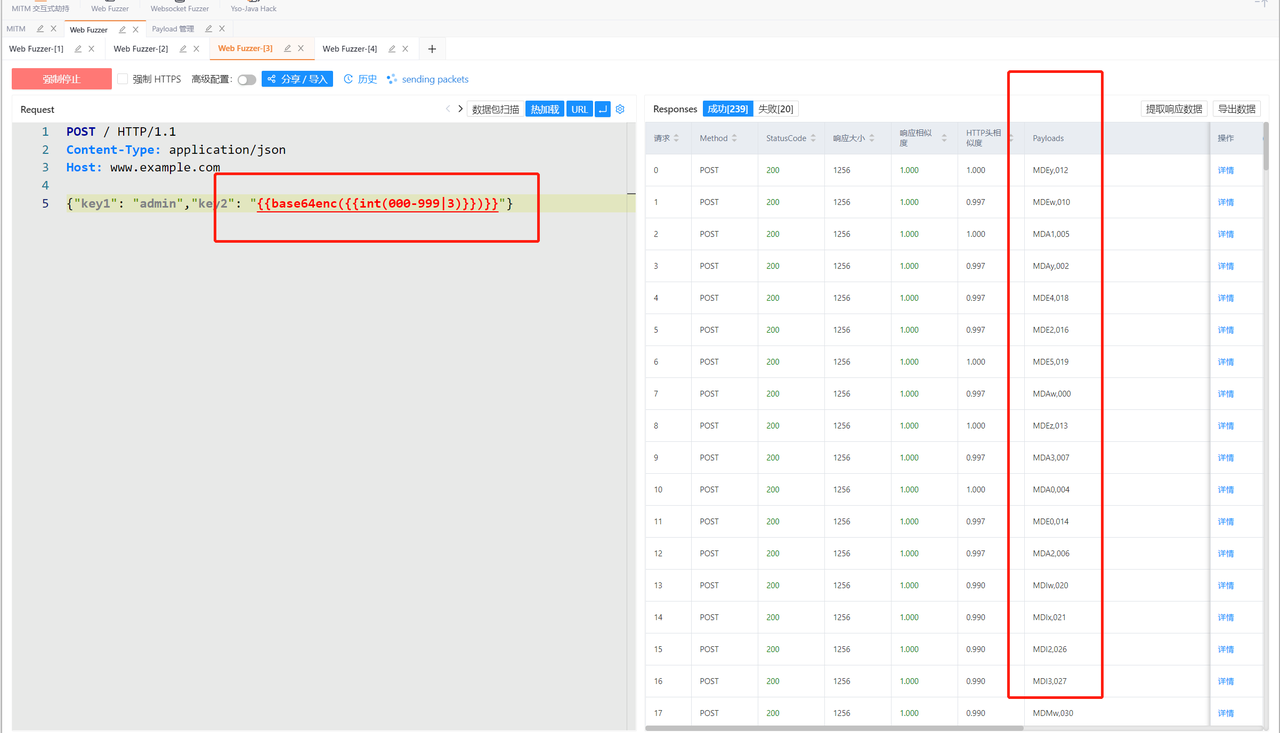 MITM 交互式劫持 Web Fuzzer Websocket Fuzzer Yso-Java Hack
MITM Web Fuzzer Payload 管理
Web Fuzzer-[1] Web Fuzzer-[2] Web Fuzzer-[3] Web Fuzzer-[4] +
强制停止 强制 HTTPS 高级配置: 分享 / 导入 历史 sending packets
Request 数据包扫描 热加载 URL
1 POST / HTTP/1.1
2 Content-Type: application/json
3 Host: www.example.com
4
5 {"key1": "admin","key2": "{{base64enc({{int(000-999|3)}})}}"}
Responses 成功[239] 失败[20] 提取响应数据 导出数据
请求 Method StatusCode 响应大小 响应相似度 HTTP头相似度 Payloads 操作
0 POST 200 1256 1.000 1.000 MDEy,012 详情
1 POST 200 1256 1.000 0.997 MDEw,010 详情
2 POST 200 1256 1.000 1.000 MDA1,005 详情
3 POST 200 1256 1.000 0.997 MDAy,002 详情
4 POST 200 1256 1.000 0.997 MDE4,018 详情
5 POST 200 1256 1.000 0.997 MDE2,016 详情
6 POST 200 1256 1.000 1.000 MDE5,019 详情
7 POST 200 1256 1.000 0.997 MDAw,000 详情
8 POST 200 1256 1.000 1.000 MDEz,013 详情
9 POST 200 1256 1.000 0.997 MDA3,007 详情
10 POST 200 1256 1.000 1.000 MDA0,004 详情
11 POST 200 1256 1.000 0.997 MDE0,014 详情
12 POST 200 1256 1.000 0.997 MDA2,006 详情
13 POST 200 1256 1.000 0.990 MDIw,020 详情
14 POST 200 1256 1.000 0.990 MDIx,021 详情
15 POST 200 1256 1.000 0.990 MDI2,026 详情
16 POST 200 1256 1.000 0.990 MDI3,027 详情
17 POST 200 1256 1.000 0.990 MDMw,030 详情